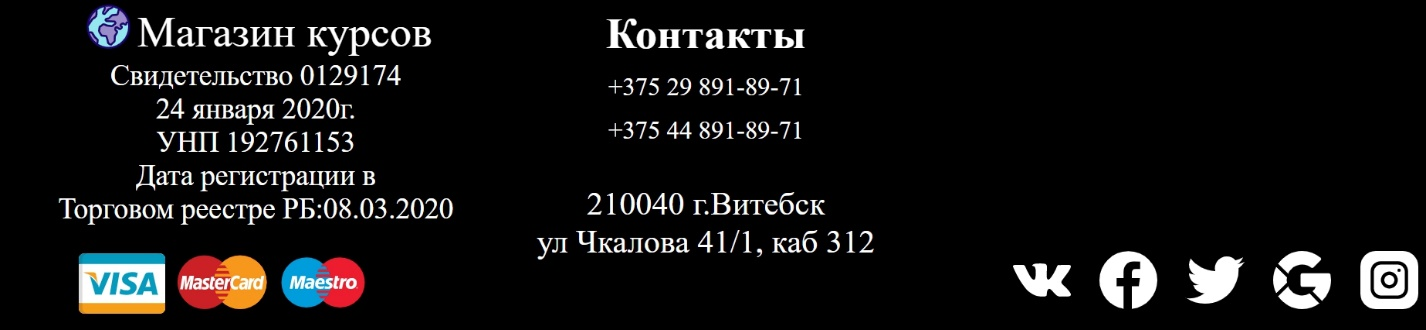 Магазин курсов
Свидетельство 0129174
24 января 2020г.
УНП 192761153
Дата регистрации в
Торговом реестре РБ:08.03.2020
VISA MasterCard Maestro
Контакты
+375 29 891-89-71
+375 44 891-89-71
210040 г.Витебск
ул Чкалова 41/1, каб 312